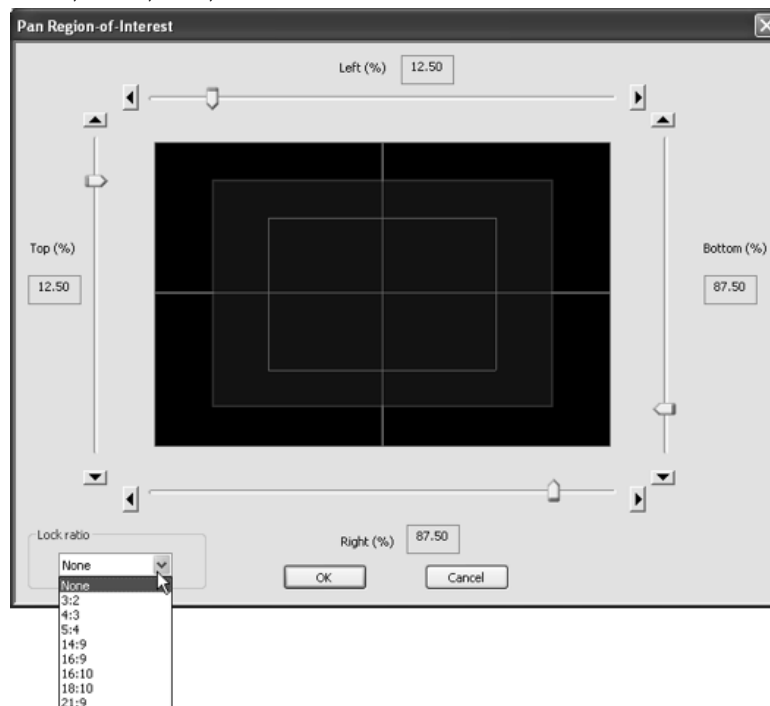 Pan Region-of-Interest
Left (%) 12.50
Top (%)
12.50
Bottom (%)
87.50
Right (%) 87.50
Lock ratio
None
OK Cancel
None
3:2
4:3
5:4
14:9
16:9
16:10
18:10
21:9